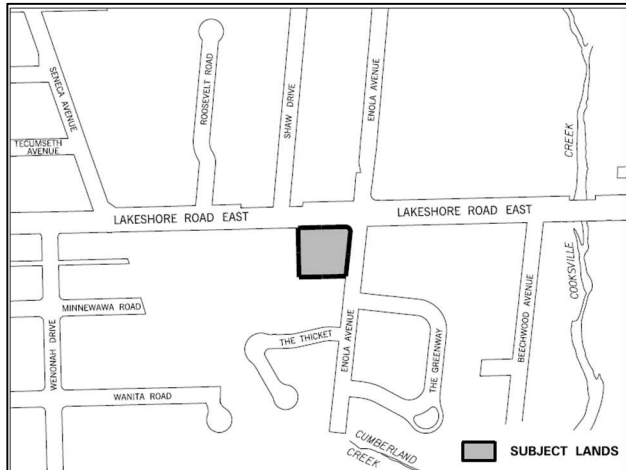 SENECA AVENUE
TECUMSETH
AVENUE
ROOSEVELT ROAD
SHAW DRIVE
ENOLA AVENUE
CREEK
LAKESHORE ROAD EAST
LAKESHORE ROAD EAST
COOKSVILLE
MINNEWAWA ROAD
WENONAH DRIVE
WANITA ROAD
THE THICKET
ENOLA AVENUE
THE GREENWAY
BEECHWOOD AVENUE
CUMBERLAND
CREEK
SUBJECT LANDS